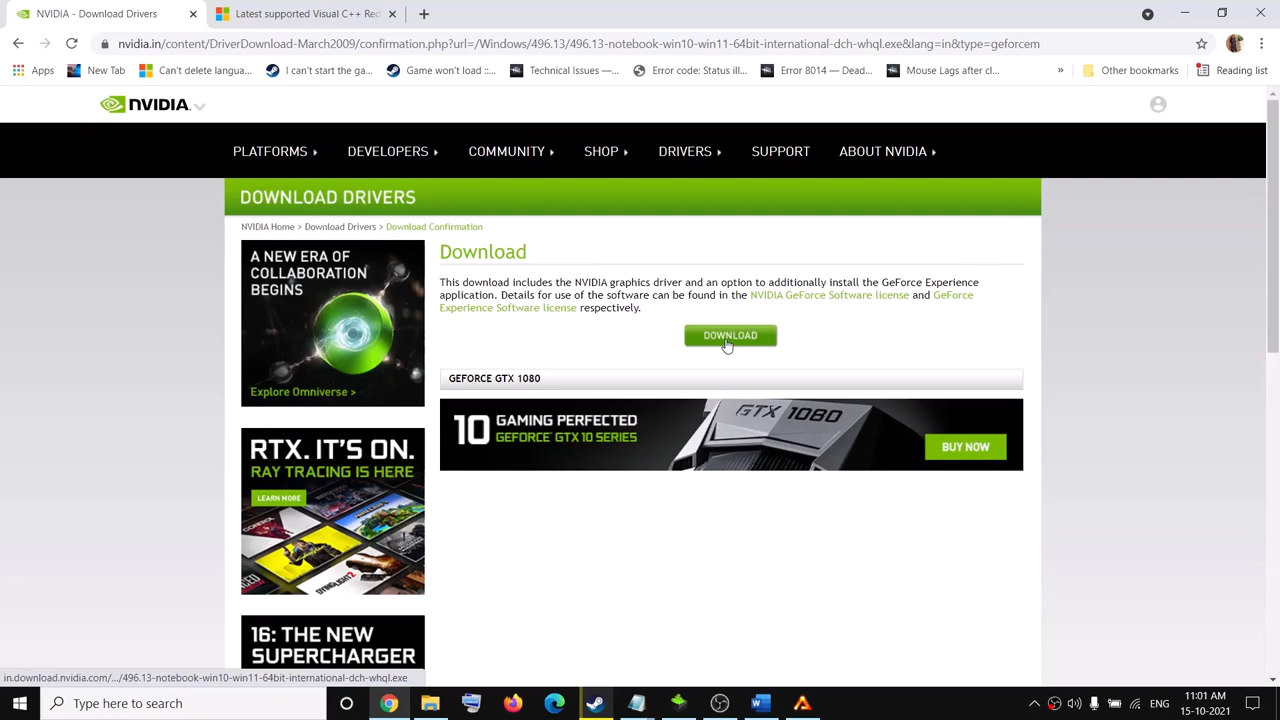 NVIDIA - Download Drivers
Latest supported Visual C++ Red
nvidia.in/content/DriverDownload-March2009/confirmation.php?url=/Windows/496.13/496.13-notebook-win10-win11-64bit-international-dch-whql.exe&lang=in&type=geforcem
Apps
New Tab
Can't delete langua...
I can't start the ga...
Game won't load ::...
Technical Issues —...
Error code: Status ill...
Error 8014 — Dead...
Mouse Lags after cl...
»
Other bookmarks
Reading list
NVIDIA.
PLATFORMS
DEVELOPERS
COMMUNITY
SHOP
DRIVERS
SUPPORT
ABOUT NVIDIA
DOWNLOAD DRIVERS
NVIDIA Home > Download Drivers > Download Confirmation
A NEW ERA OF
COLLABORATION
BEGINS
Explore Omniverse >
Download
This download includes the NVIDIA graphics driver and an option to additionally install the GeForce Experience
application. Details for use of the software can be found in the NVIDIA GeForce Software license and GeForce
Experience Software license respectively.
DOWNLOAD
GEFORCE GTX 1080
10 GAMING PERFECTED
GEFORCE GTX 10 SERIES
GTX 1080
BUY NOW
RTX. IT'S ON.
RAY TRACING IS HERE
LEARN MORE
CONTROL
DYING LIGHT 2
16: THE NEW
SUPERCHARGER
in.download.nvidia.com/.../496.13-notebook-win10-win11-64bit-international-dch-whql.exe
Type here to search
ENG
11:01 AM
15-10-2021